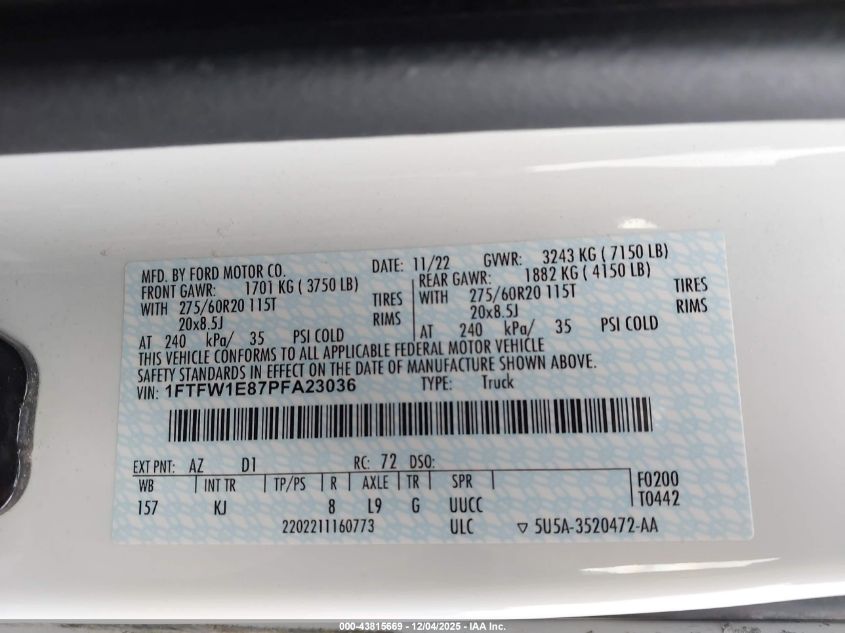 MFD. BY FORD MOTOR CO. DATE: 11/22 GVWR: 3243 KG ( 7150 LB)
FRONT GAWR: 1701 KG ( 3750 LB) REAR GAWR: 1882 KG ( 4150 LB)
WITH 275/60R20 115T TIRES WITH 275/60R20 115T TIRES
20x8.5J RIMS 20x8.5J RIMS
AT 240 kPa/ 35 PSI COLD AT 240 kPa/ 35 PSI COLD
THIS VEHICLE CONFORMS TO ALL APPLICABLE FEDERAL MOTOR VEHICLE
SAFETY STANDARDS IN EFFECT ON THE DATE OF MANUFACTURE SHOWN ABOVE.
VIN: 1FTFW1E87PFA23036 TYPE: Truck
EXT PNT: AZ D1 RC: 72 DSO:
WB INT TR TP/PS R AXLE TR SPR F0200
157 KJ 8 L9 G UUCC T0442
2202211160773 ULC ▽ 5U5A-3520472-AA
000-43815669 - 12/04/2025 - IAA Inc.